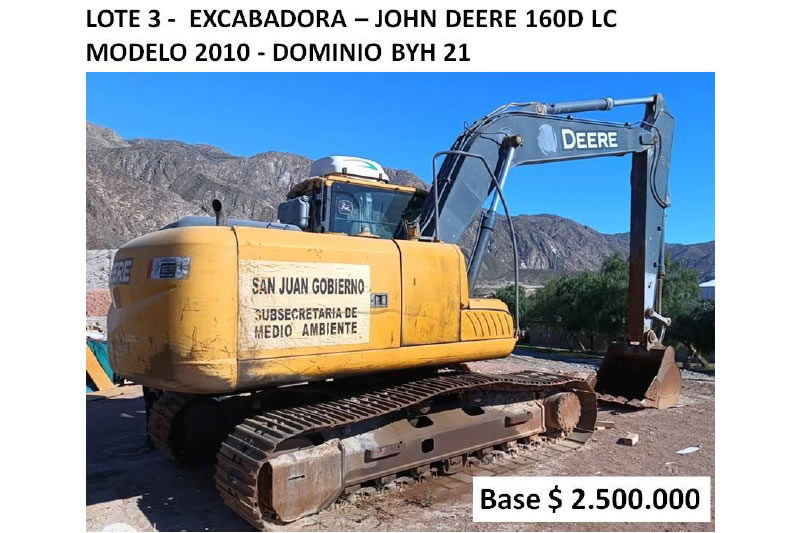 LOTE 3 - EXCABADORA – JOHN DEERE 160D LC
MODELO 2010 - DOMINIO BYH 21
DEERE
DEERE
SAN JUAN GOBIERNO
SUBSECRETARIA DE
MEDIO AMBIENTE
Base $ 2.500.000